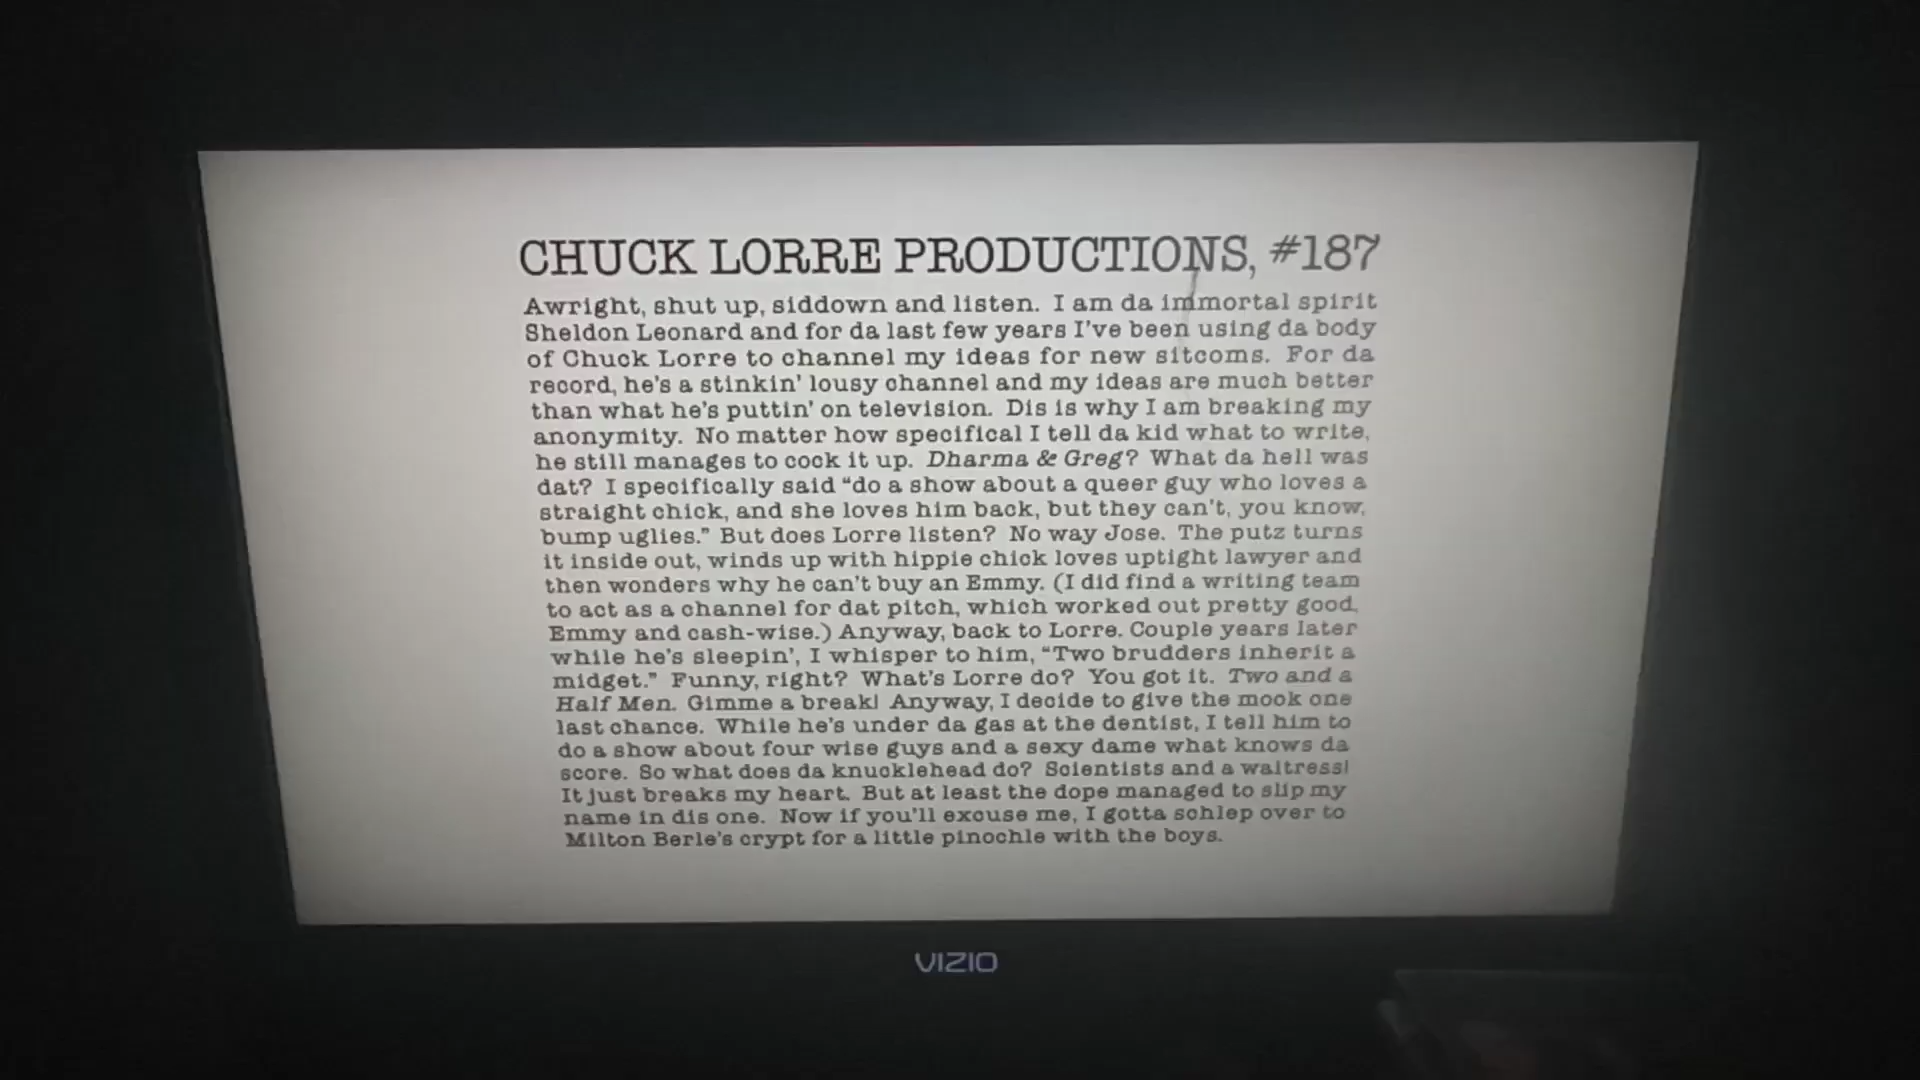 CHUCK LORRE PRODUCTIONS, #187
Awright, shut up, siddown and listen. I am da immortal spirit
Sheldon Leonard and for da last few years I've been using da body
of Chuck Lorre to channel my ideas for new sitcoms. For da
record, he's a stinkin' lousy channel and my ideas are much better
than what he's puttin' on television. Dis is why I am breaking my
anonymity. No matter how specifical I tell da kid what to write,
he still manages to cock it up. Dharma & Greg? What da hell was
dat? I specifically said “do a show about a queer guy who loves a
straight chick, and she loves him back, but they can't, you know,
bump uglies.” But does Lorre listen? No way Jose. The putz turns
it inside out, winds up with hippie chick loves uptight lawyer and
then wonders why he can't buy an Emmy. (I did find a writing team
to act as a channel for dat pitch, which worked out pretty good,
Emmy and cash-wise.) Anyway, back to Lorre. Couple years later
while he's sleepin', I whisper to him, “Two brudders inherit a
midget.” Funny, right? What's Lorre do? You got it. Two and a
Half Men. Gimme a break! Anyway, I decide to give the mook one
last chance. While he's under da gas at the dentist, I tell him to
do a show about four wise guys and a sexy dame what knows da
score. So what does da knucklehead do? Scientists and a waitress!
It just breaks my heart. But at least the dope managed to slip my
name in dis one. Now if you'll excuse me, I gotta schlep over to
Milton Berle's crypt for a little pinochle with the boys.
VIZIO